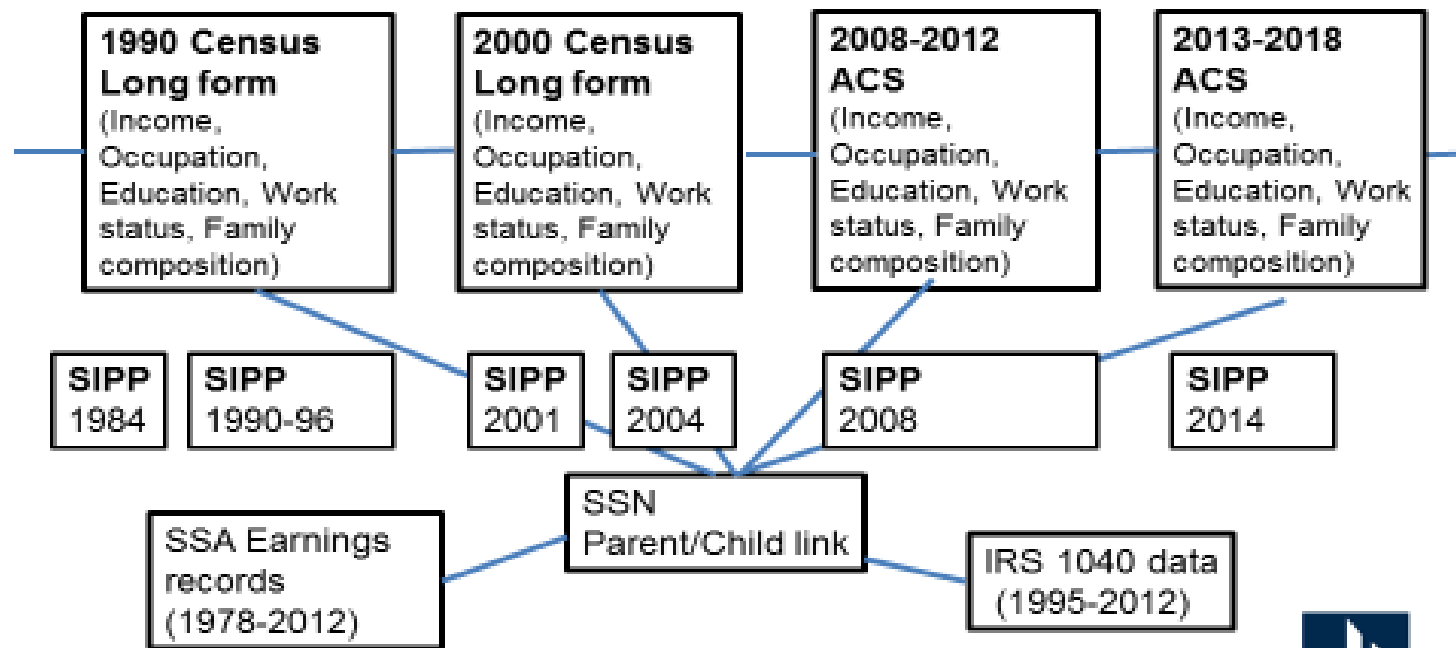 1990 Census
Long form
(Income,
Occupation,
Education, Work
status, Family
composition)
2000 Census
Long form
(Income,
Occupation,
Education, Work
status, Family
composition)
2008-2012
ACS
(Income,
Occupation,
Education, Work
status, Family
composition)
2013-2018
ACS
(Income,
Occupation,
Education, Work
status, Family
composition)
SIPP
1984
SIPP
1990-96
SIPP
2001
SIPP
2004
SIPP
2008
SIPP
2014
SSN
Parent/Child link
SSA Earnings
records
(1978-2012)
IRS 1040 data
(1995-2012)